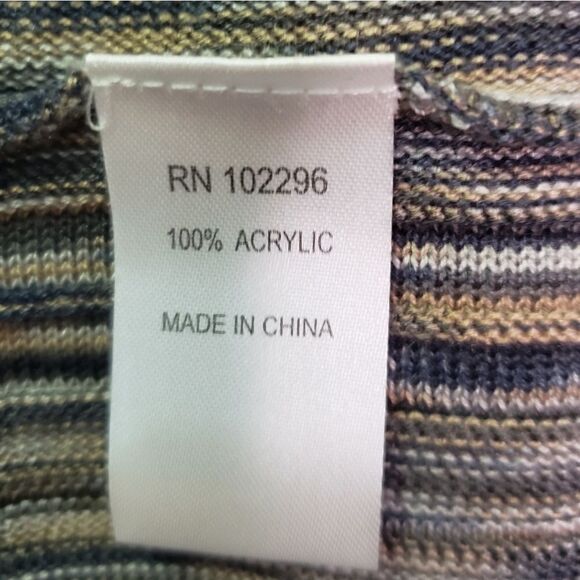 RN 102296
100% ACRYLIC
MADE IN CHINA